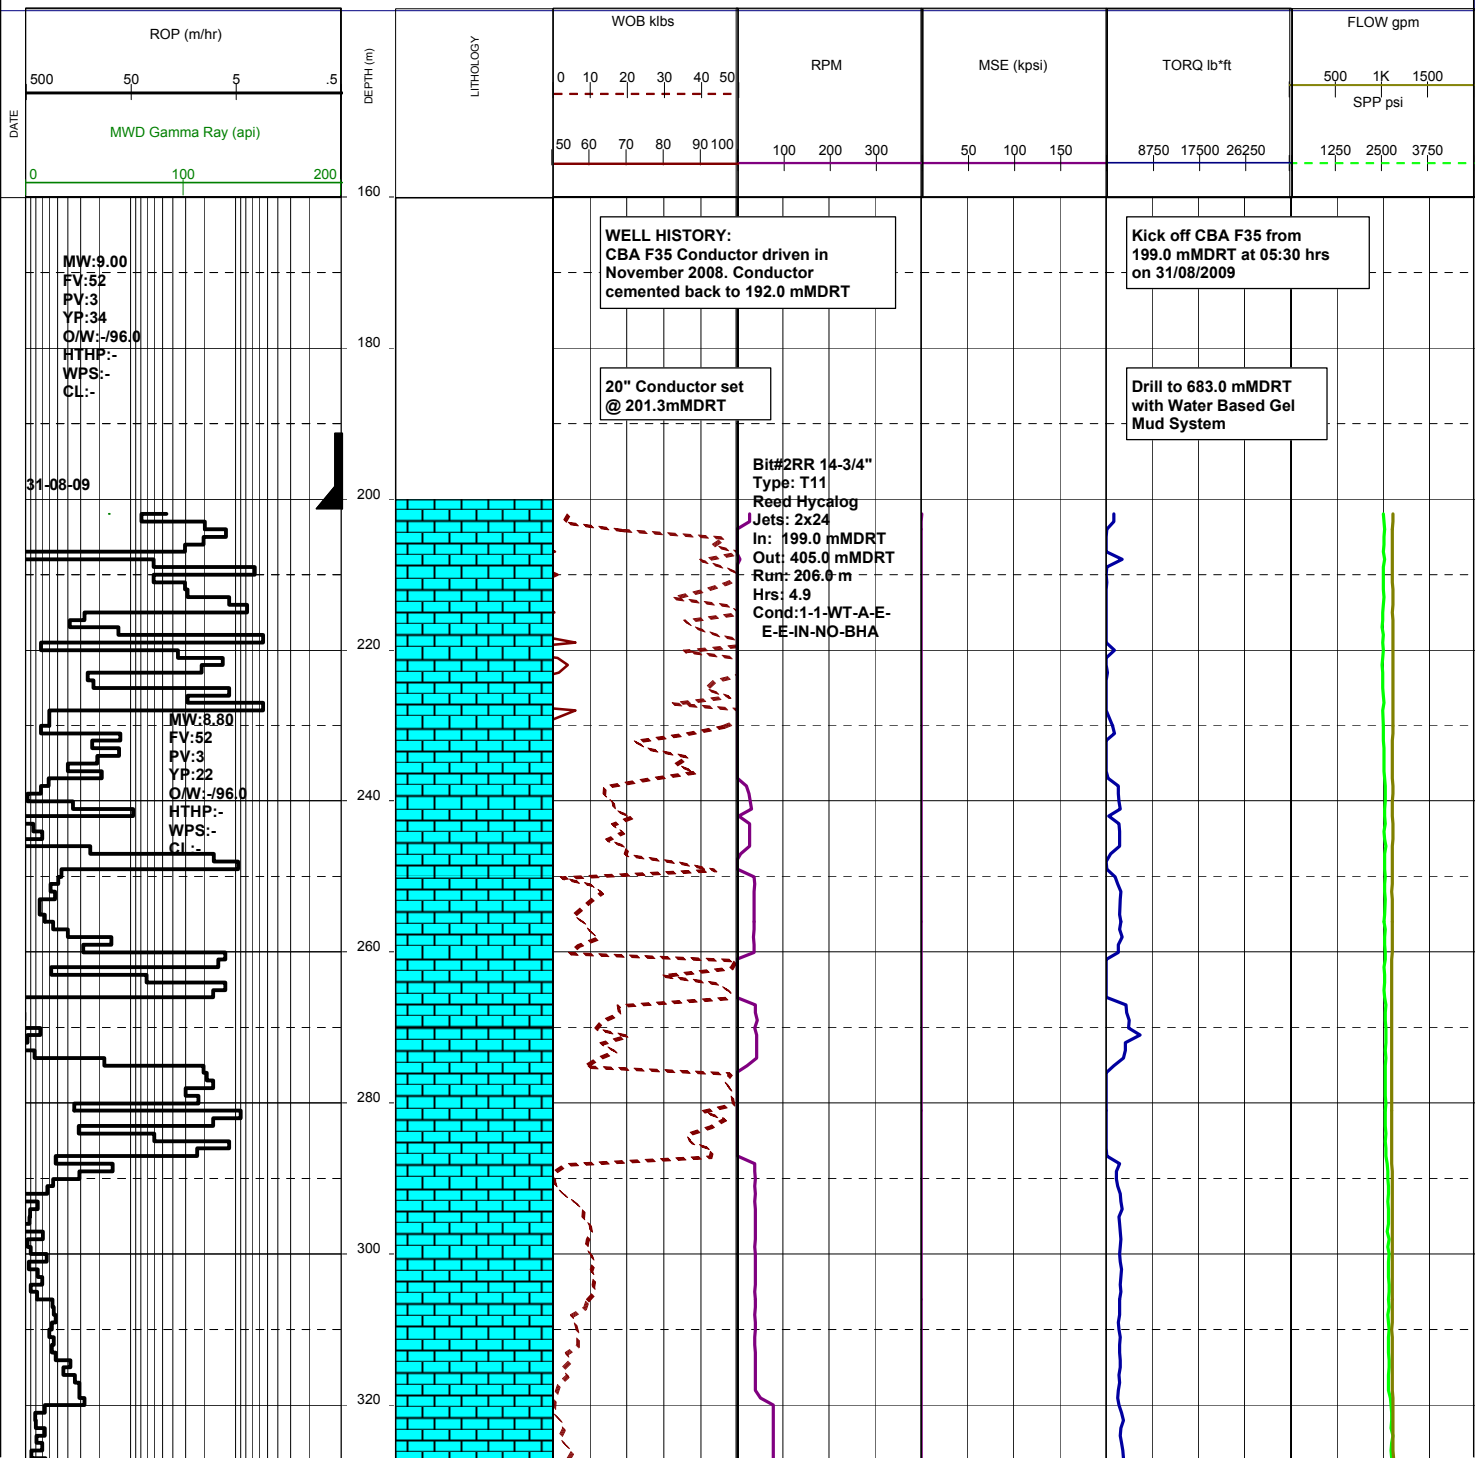 ROP (m/hr)
500 50 5 .5
MWD Gamma Ray (api)
0 100 200
DATE
DEPTH (m)
LITHOLOGY
WOB klbs
0 10 20 30 40 50
50 60 70 80 90 100
RPM
100 200 300
MSE (kpsi)
50 100 150
TORQ lb*ft
8750 17500 26250
FLOW gpm
500 1K 1500
SPP psi
1250 2500 3750
160
180
200
220
240
260
280
300
320
MW:9.00
FV:52
PV:3
YP:34
O/W:-/96.0
HTHP:-
WPS:-
CL:-
31-08-09
MW:8.80
FV:52
PV:3
YP:22
O/W:-/96.0
HTHP:-
WPS:-
CL:-
WELL HISTORY:
CBA F35 Conductor driven in
November 2008. Conductor
cemented back to 192.0 mMDRT
20" Conductor set
@ 201.3mMDRT
Bit#2RR 14-3/4"
Type: T11
Reed Hycalog
Jets: 2x24
In: 199.0 mMDRT
Out: 405.0 mMDRT
Run: 206.0 m
Hrs: 4.9
Cond:1-1-WT-A-E-
E-E-IN-NO-BHA
Kick off CBA F35 from
199.0 mMDRT at 05:30 hrs
on 31/08/2009
Drill to 683.0 mMDRT
with Water Based Gel
Mud System